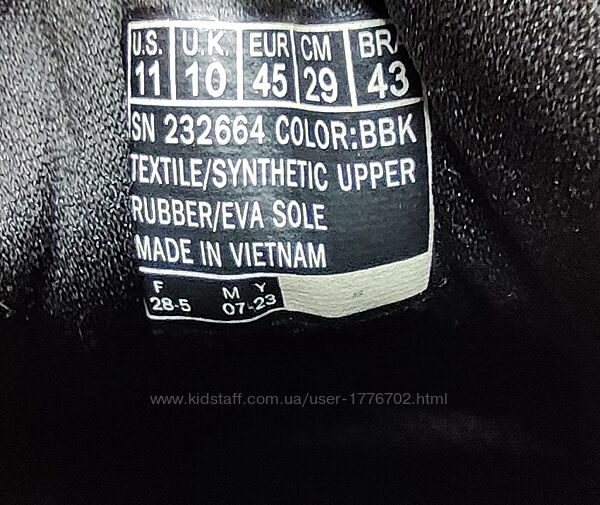 U.S. U.K. EUR CM BRA
11 10 45 29 43
SN 232664 COLOR:BBK
TEXTILE/SYNTHETIC UPPER
RUBBER/EVA SOLE
MADE IN VIETNAM
F M Y
28-5 07-23
www.kidstaff.com.ua/user-1776702.html